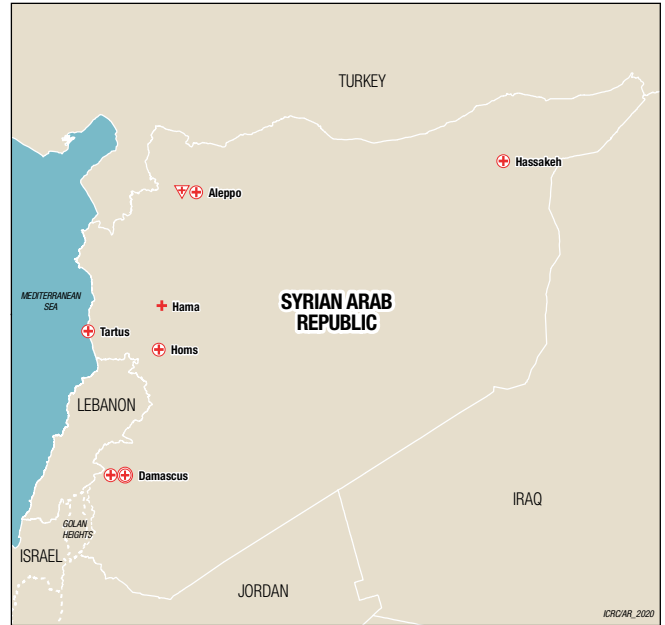 TURKEY
Hassakeh
Aleppo
MEDITERRANEAN
SEA
Hama
SYRIAN ARAB
REPUBLIC
Tartus
Homs
LEBANON
Damascus
IRAQ
GOLAN
HEIGHTS
ISRAEL
JORDAN
ICRC/AR_2020